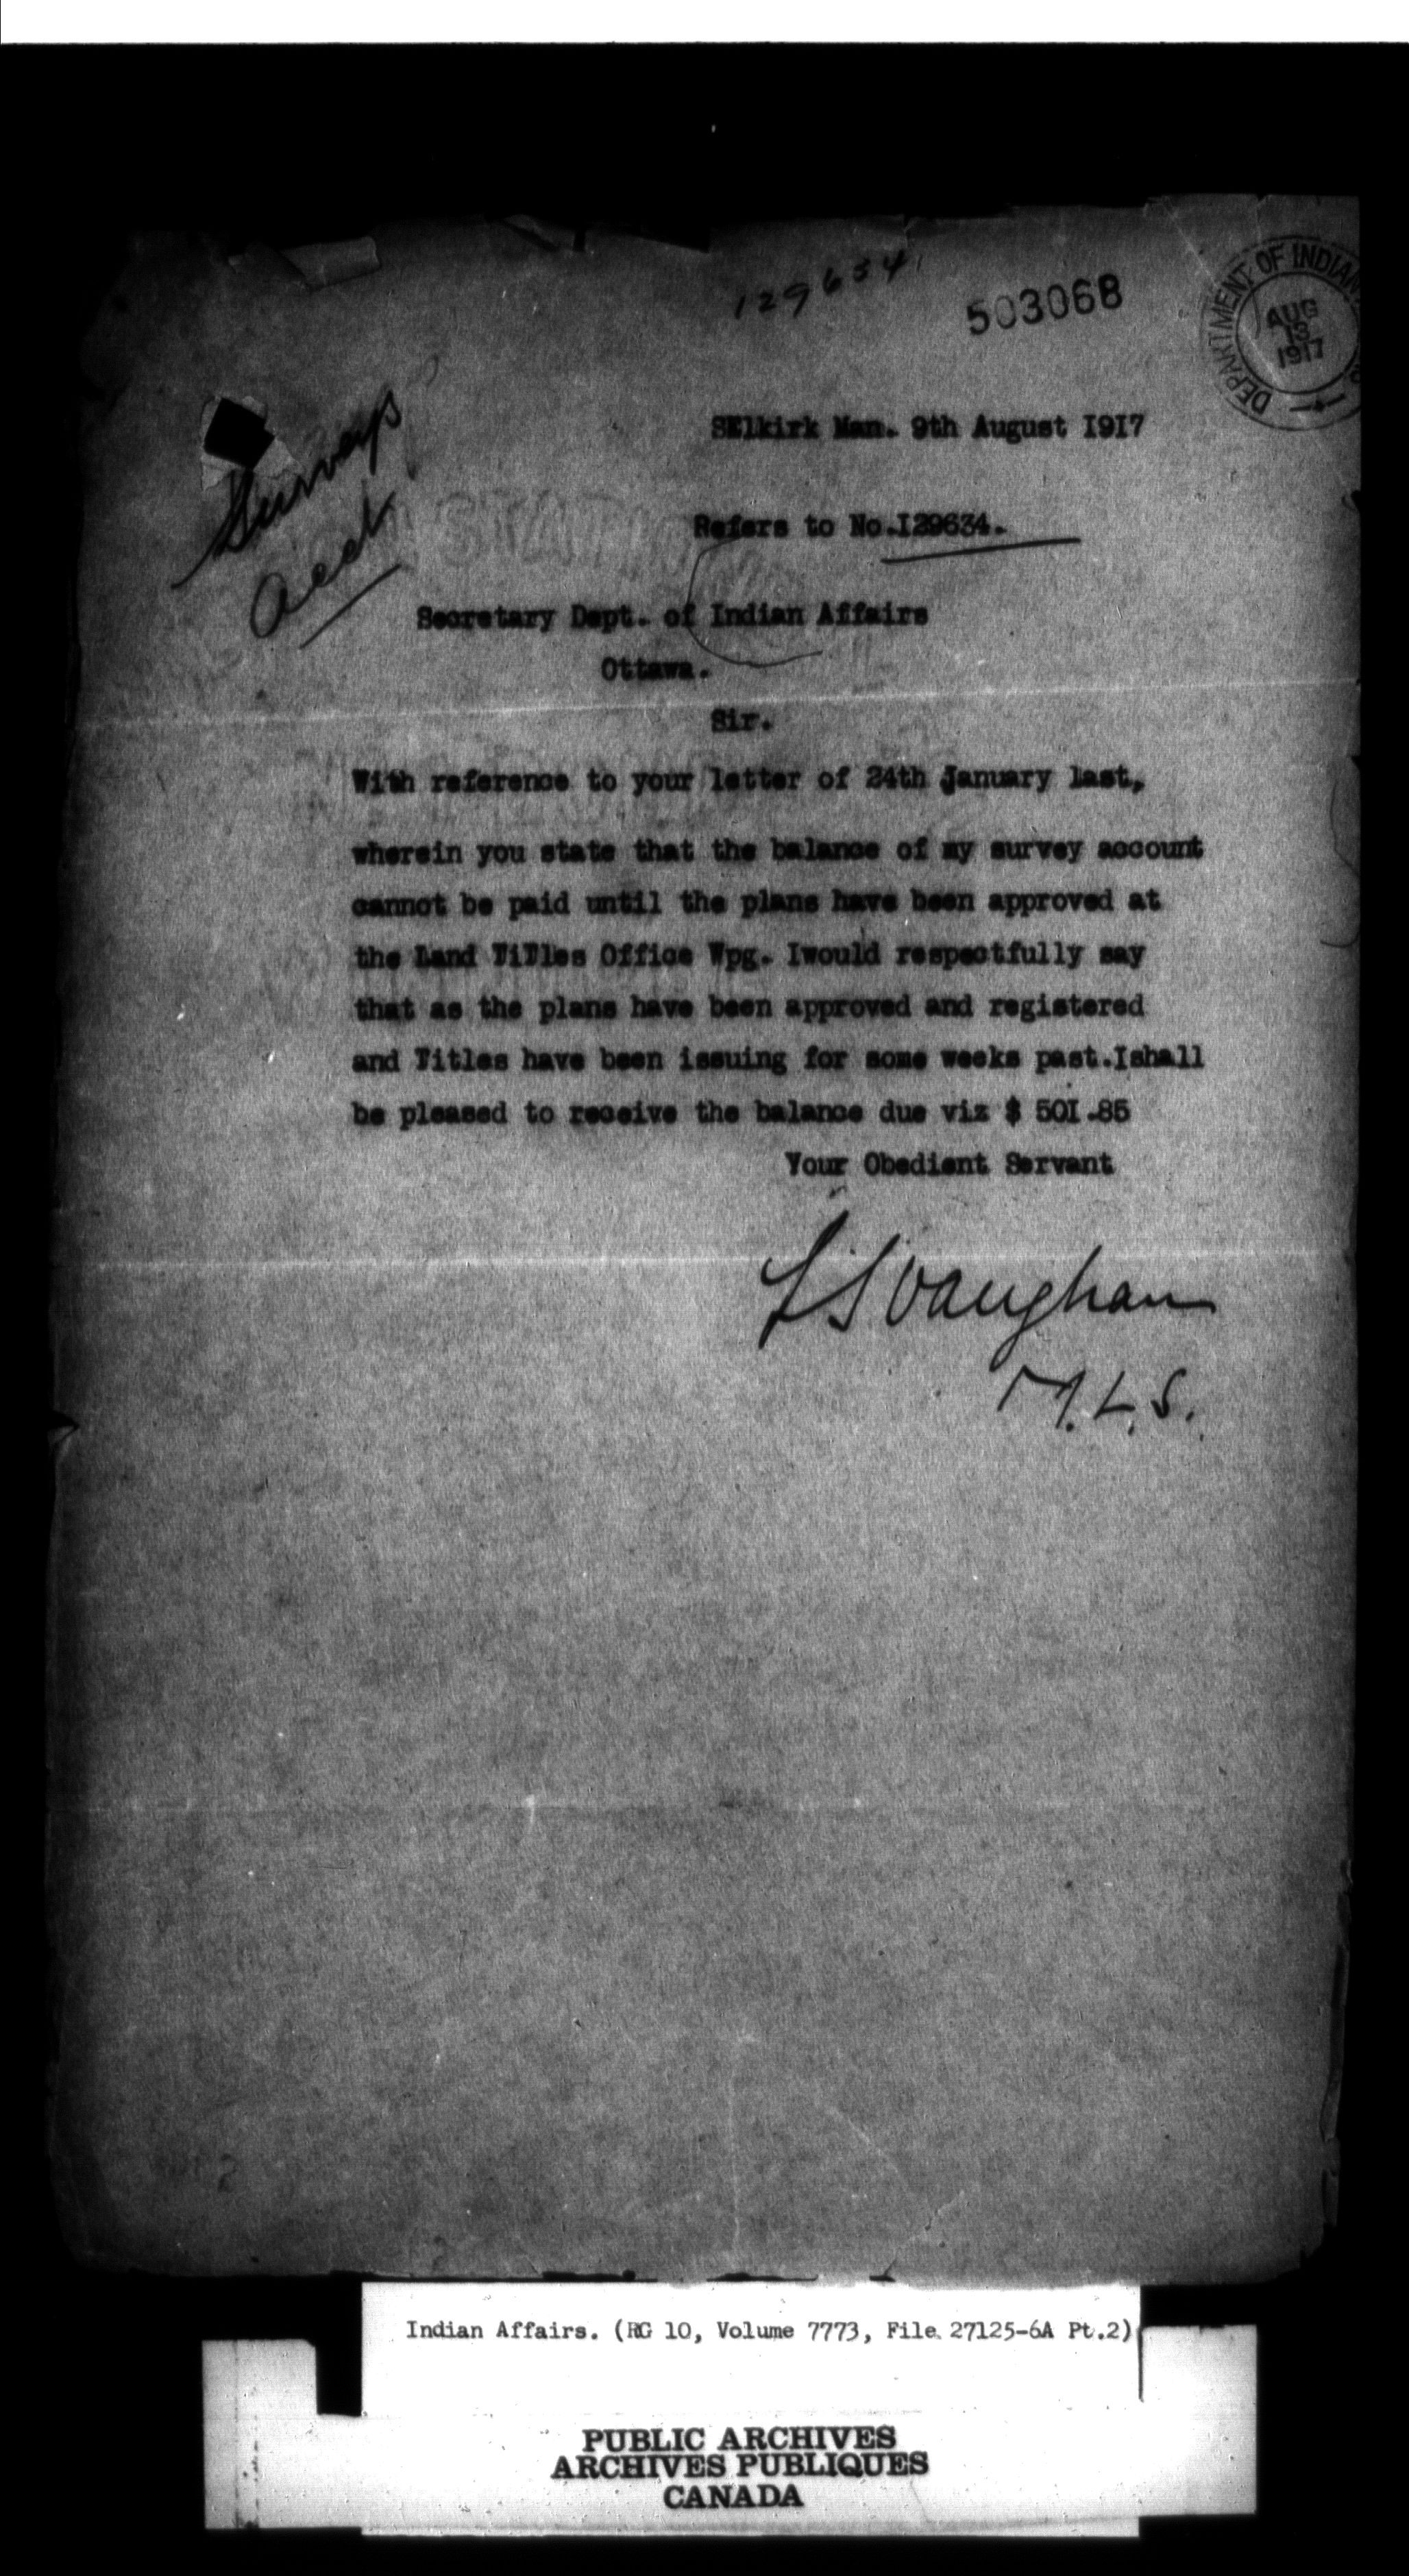 129634
503068
DEPARTMENT OF INDIAN
AUG
13
1917
Surveys
acct
SElkirk Man. 9th August I9I7
Refers to No.I29634.
Secretary Dept. of Indian Affairs
Ottawa.
Sir.
With reference to your letter of 24th January last,
wherein you state that the balance of my survey account
cannot be paid until the plans have been approved at
the Land TiTles Office Wpg. Iwould respectfully say
that as the plans have been approved and registered
and Titles have been issuing for some weeks past.Ishall
be pleased to receive the balance due viz $ 50I.85
Your Obedient Servant
LSVaughan
M.L.S.
Indian Affairs. (RG 10, Volume 7773, File 27125-6A Pt.2)
PUBLIC ARCHIVES
ARCHIVES PUBLIQUES
CANADA